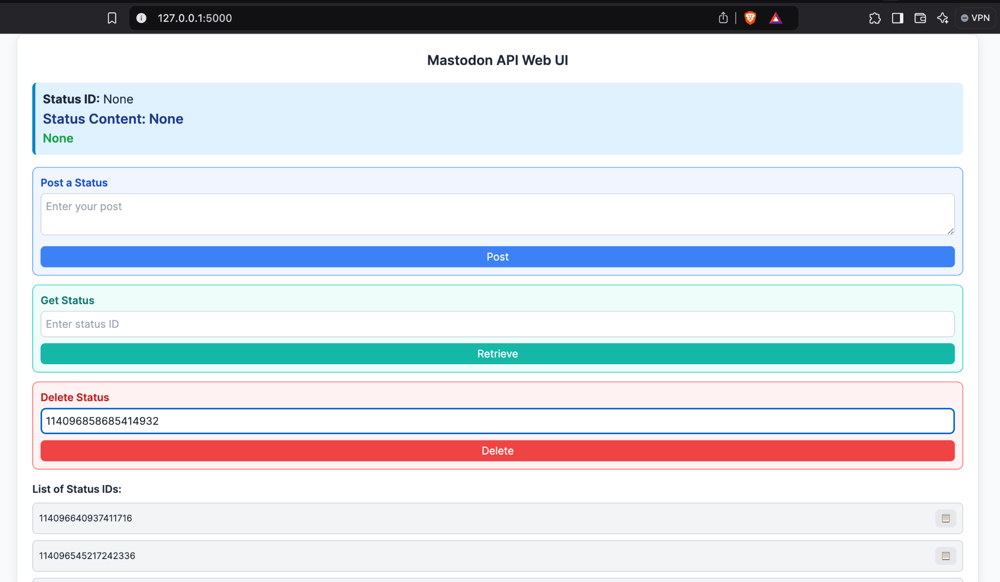 127.0.0.1:5000
VPN
Mastodon API Web UI
Status ID: None
Status Content: None
None
Post a Status
Enter your post
Post
Get Status
Enter status ID
Retrieve
Delete Status
114096858685414932
Delete
List of Status IDs:
114096640937411716
114096545217242336